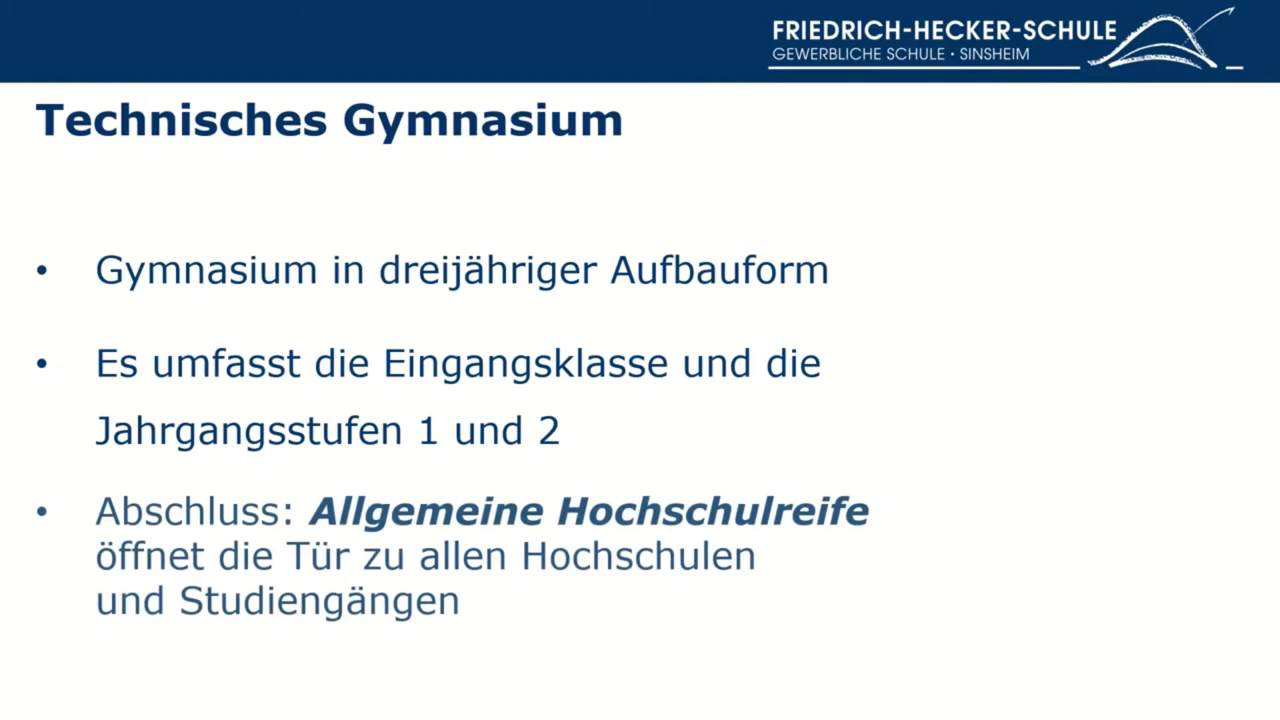 FRIEDRICH-HECKER-SCHULE
GEWERBLICHE SCHULE • SINSHEIM
Technisches Gymnasium
• Gymnasium in dreijähriger Aufbauform
• Es umfasst die Eingangsklasse und die
Jahrgangsstufen 1 und 2
• Abschluss: Allgemeine Hochschulreife
öffnet die Tür zu allen Hochschulen
und Studiengängen